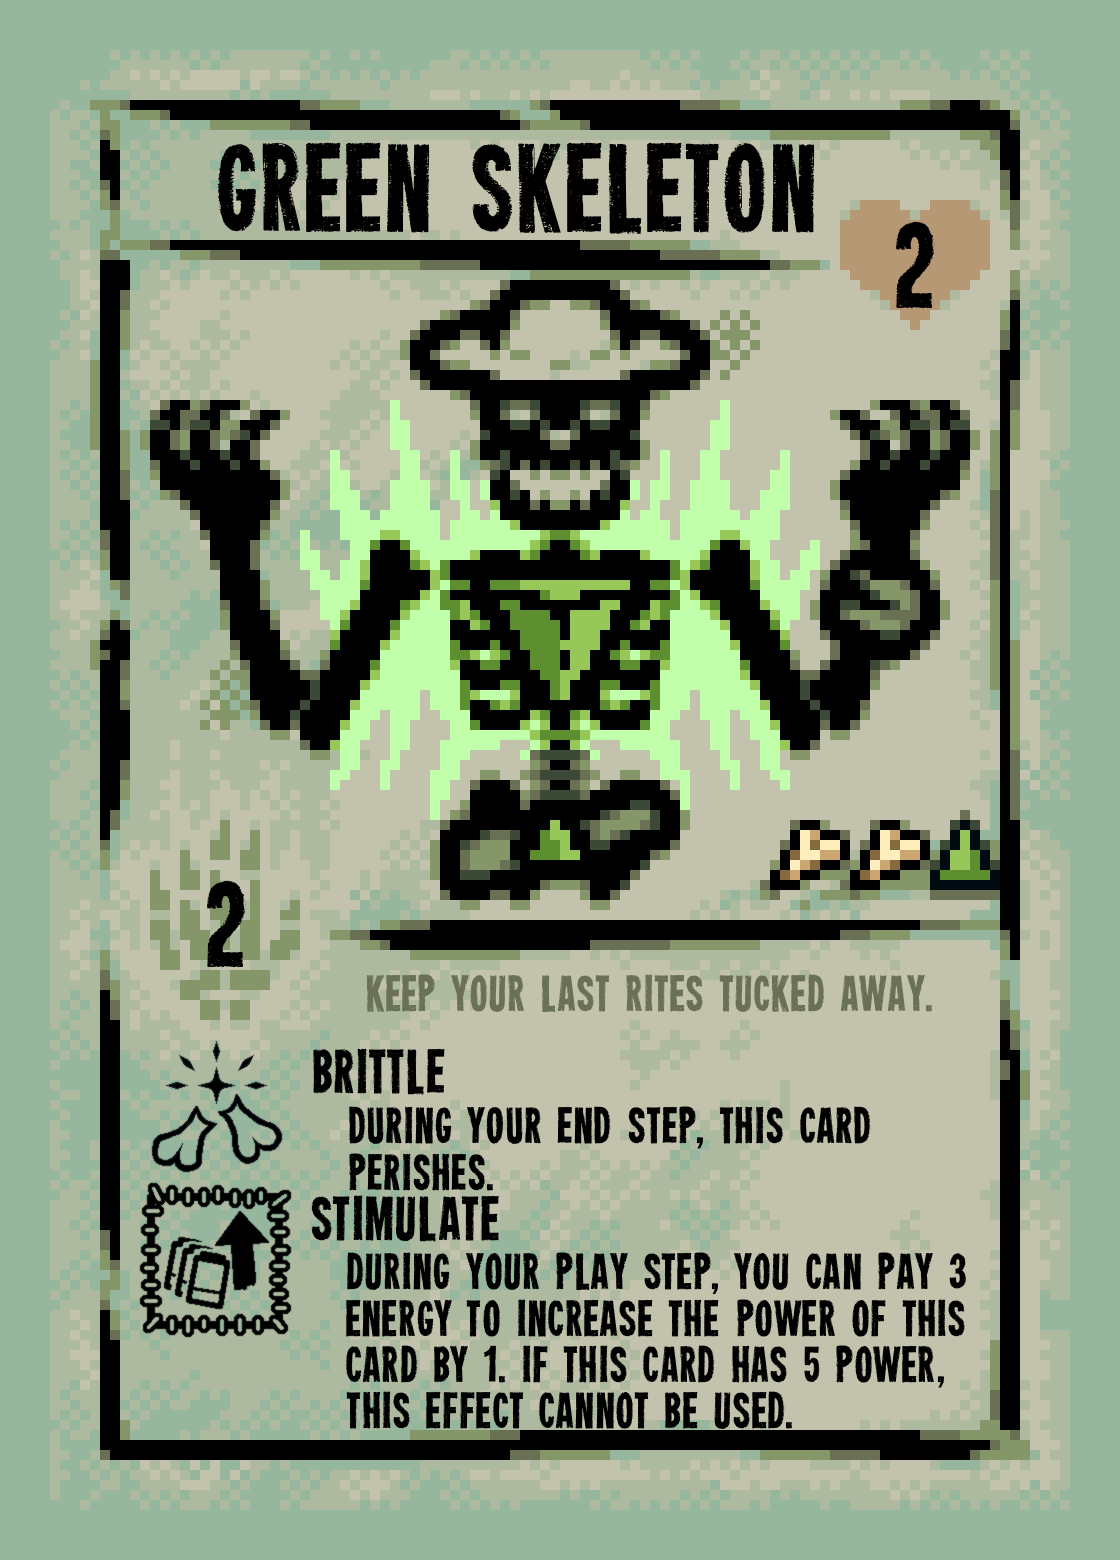 GREEN SKELETON
2
2
KEEP YOUR LAST RITES TUCKED AWAY.
BRITTLE
DURING YOUR END STEP, THIS CARD
PERISHES.
STIMULATE
DURING YOUR PLAY STEP, YOU CAN PAY 3
ENERGY TO INCREASE THE POWER OF THIS
CARD BY 1. IF THIS CARD HAS 5 POWER,
THIS EFFECT CANNOT BE USED.